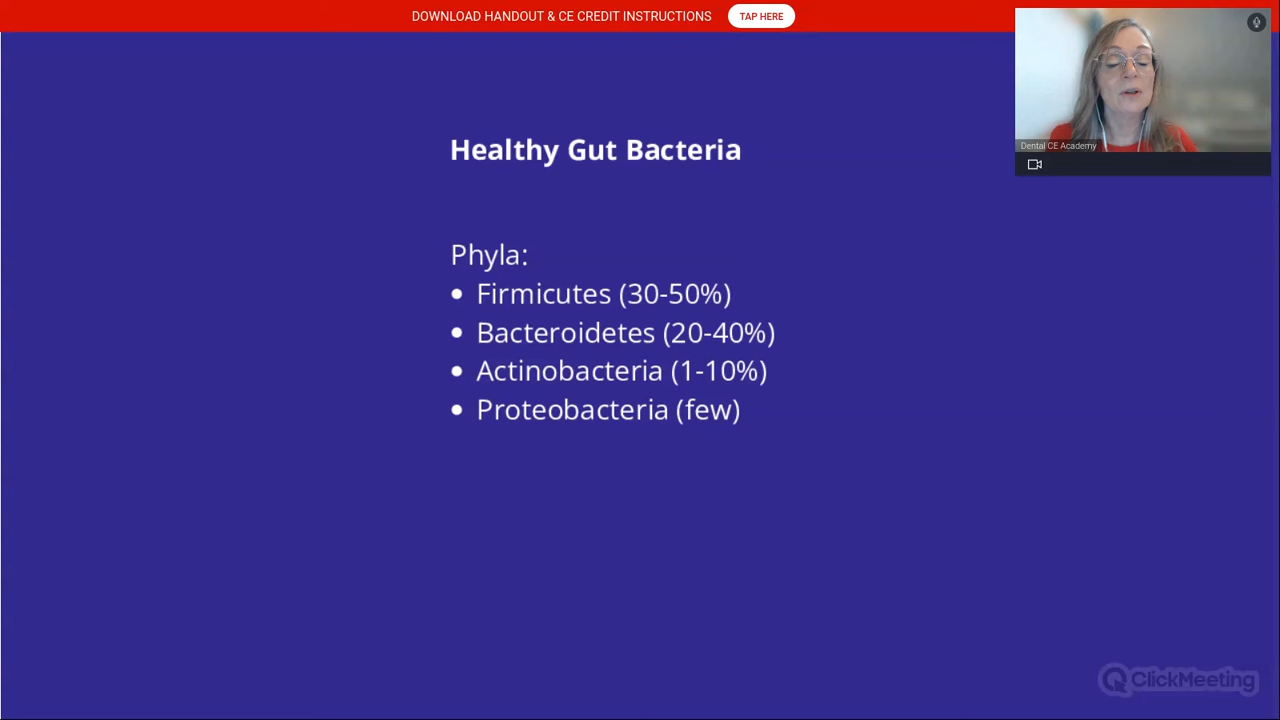 DOWNLOAD HANDOUT & CE CREDIT INSTRUCTIONS TAP HERE
Dental CE Academy
Healthy Gut Bacteria
Phyla:
• Firmicutes (30-50%)
• Bacteroidetes (20-40%)
• Actinobacteria (1-10%)
• Proteobacteria (few)
ClickMeeting